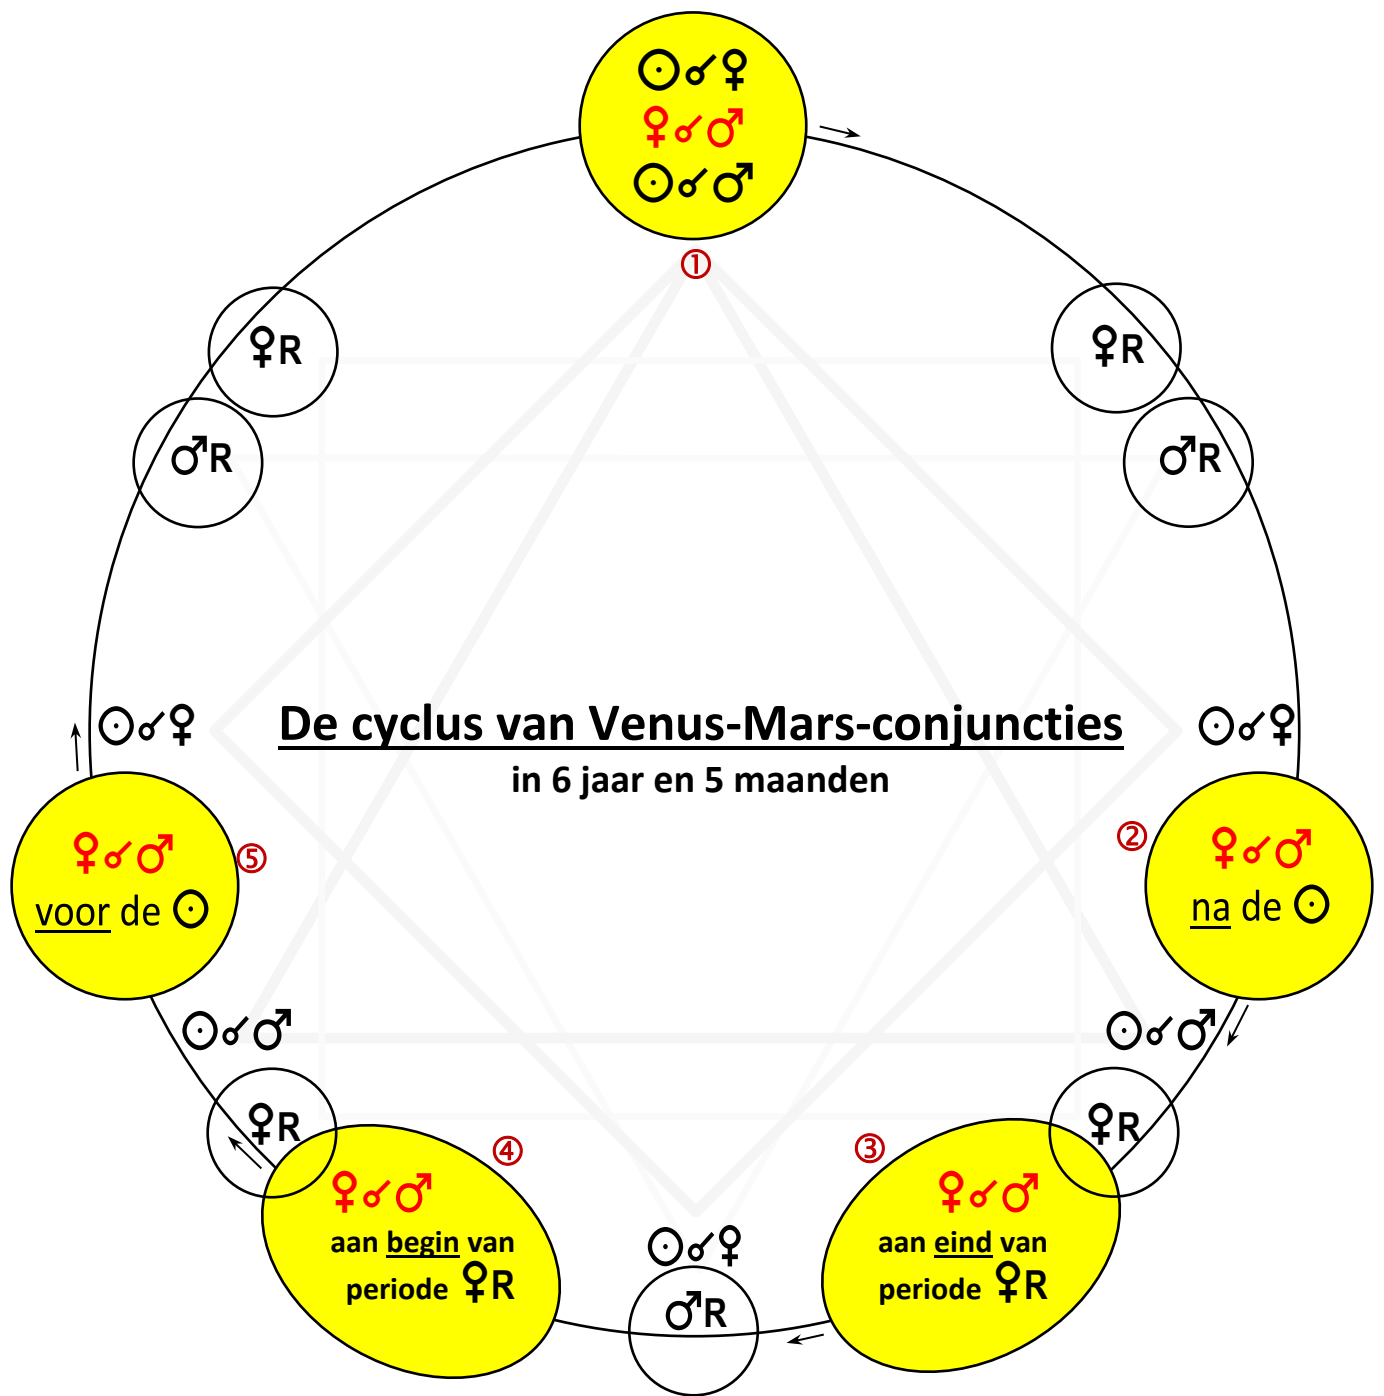 ☉☌♀
♀☌♂
☉☌♂
①
♀R
♂R
♀R
♂R
De cyclus van Venus-Mars-conjuncties
in 6 jaar en 5 maanden
☉☌♀
☉☌♀
②
♀☌♂
na de ☉
⑤
♀☌♂
voor de ☉
☉☌♂
☉☌♂
♀R
③
♀☌♂
aan eind van
periode ♀R
☉☌♀
♂R
④
♀☌♂
aan begin van
periode ♀R
♀R